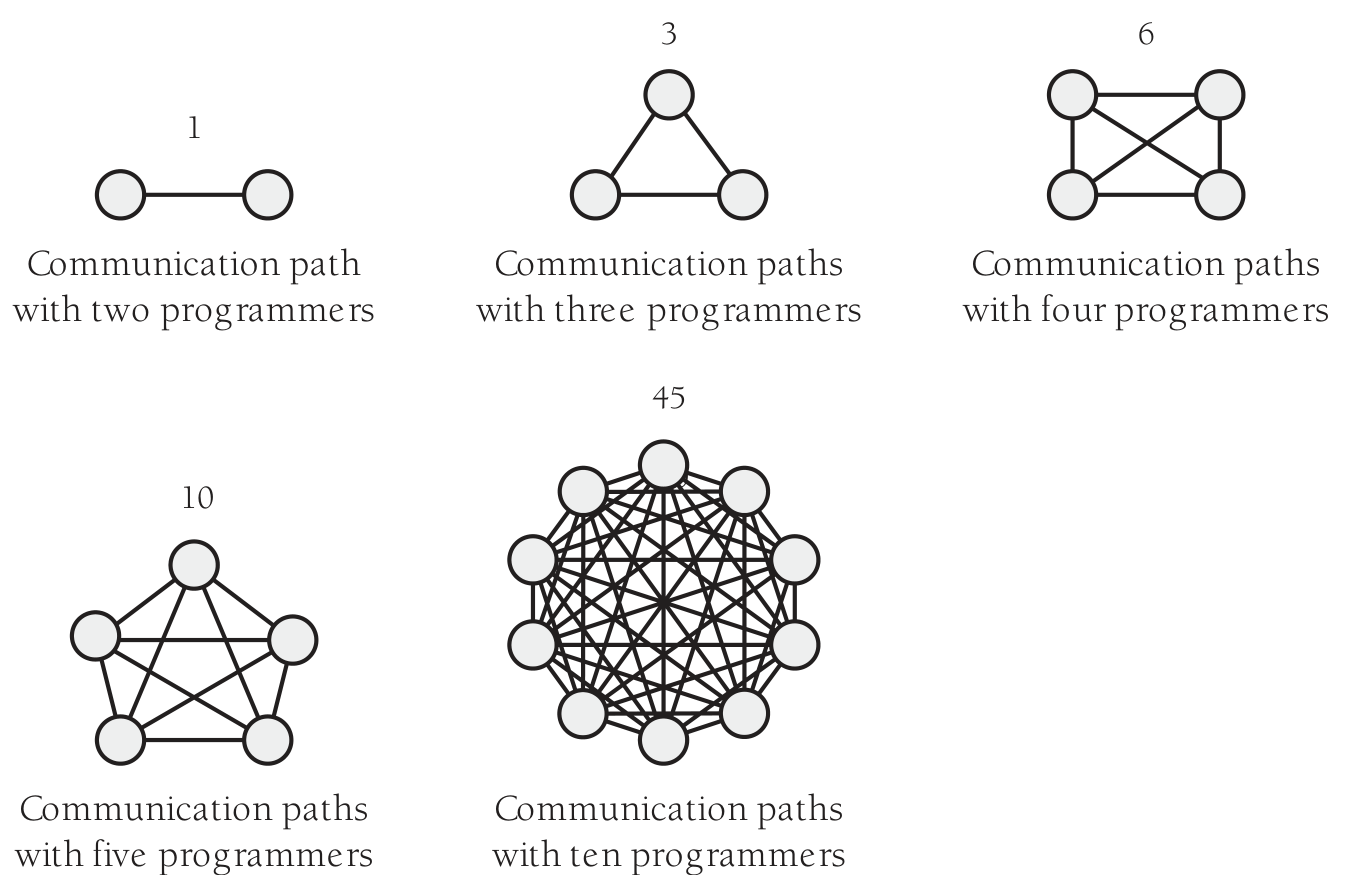 1
Communication path
with two programmers
3
Communication paths
with three programmers
6
Communication paths
with four programmers
10
Communication paths
with five programmers
45
Communication paths
with ten programmers